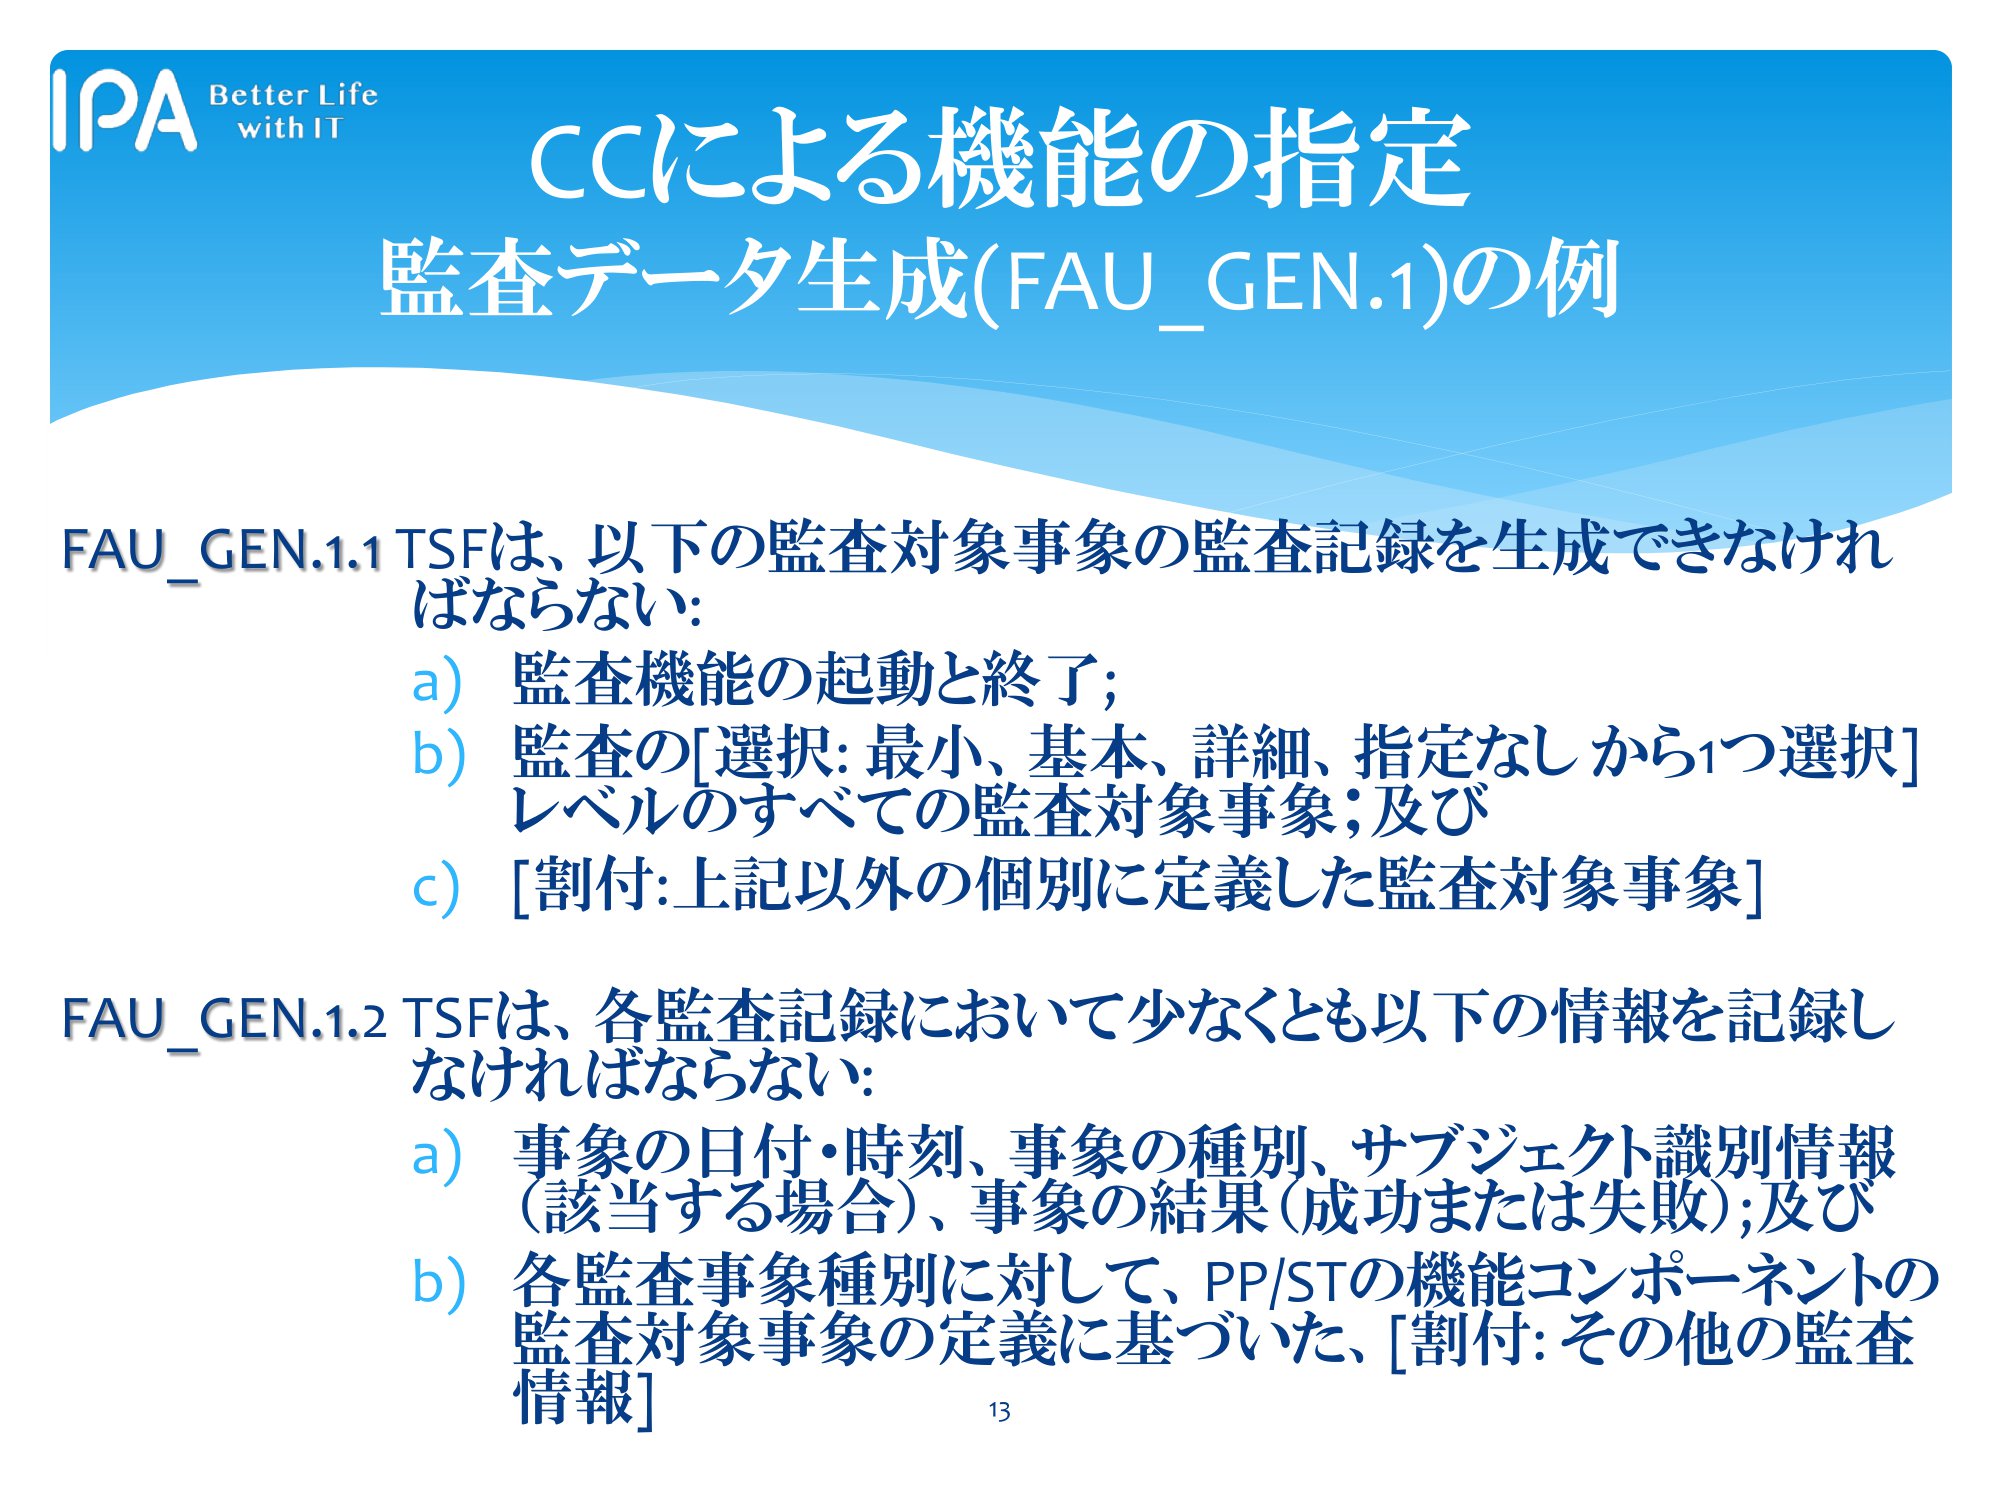 IPA Better Life
with IT
CCによる機能の指定
監査データ生成(FAU_GEN.1)の例
FAU_GEN.1.1 TSFは、以下の監査対象事象の監査記録を生成できなけれ
ばならない:
a) 監査機能の起動と終了;
b) 監査の[選択: 最小、基本、詳細、指定なし から1つ選択]
レベルのすべての監査対象事象;及び
c) [割付:上記以外の個別に定義した監査対象事象]
FAU_GEN.1.2 TSFは、各監査記録において少なくとも以下の情報を記録し
なければならない:
a) 事象の日付・時刻、事象の種別、サブジェクト識別情報
（該当する場合）、事象の結果（成功または失敗）;及び
b) 各監査事象種別に対して、PP/STの機能コンポーネントの
監査対象事象の定義に基づいた、[割付: その他の監査
情報]
13